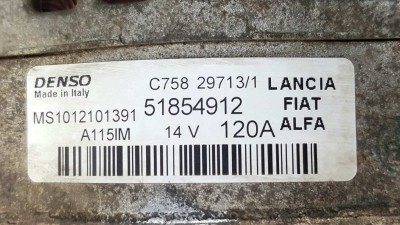 DENSO C758 29713/1 LANCIA
Made in Italy
MS1012101391 51854912 FIAT
A115IM 14 V 120A ALFA